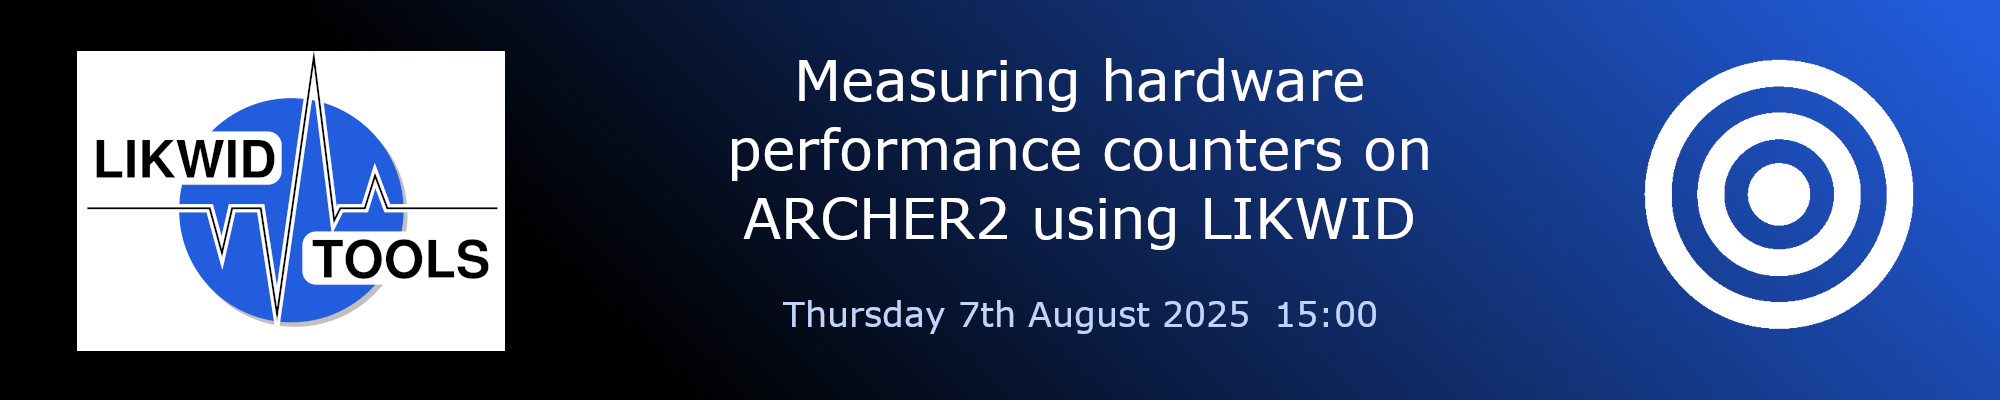 LIKWID
TOOLS
Measuring hardware
performance counters on
ARCHER2 using LIKWID
Thursday 7th August 2025  15:00